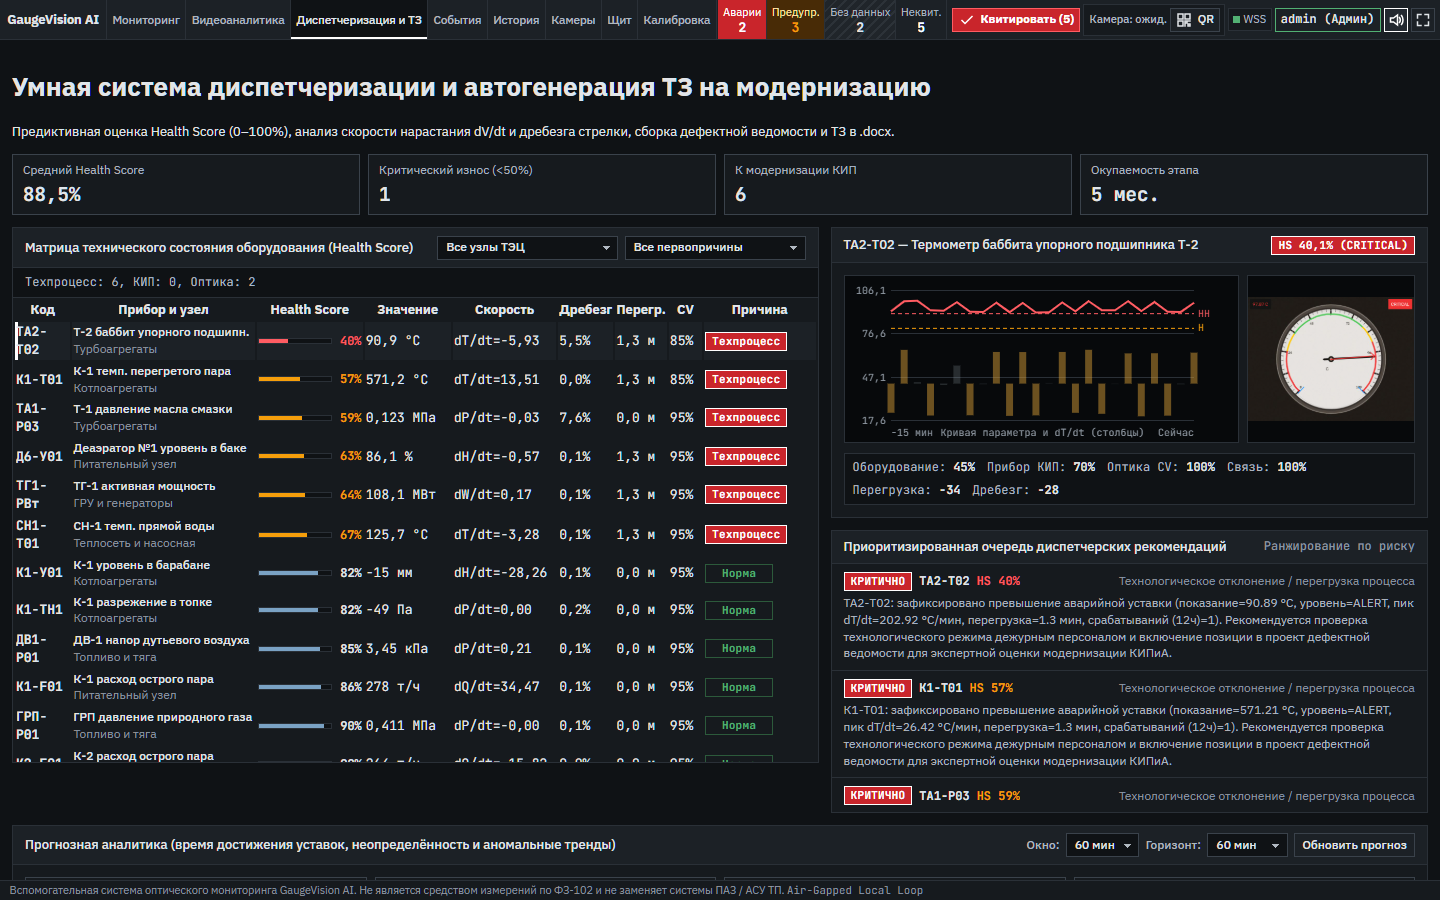 GaugeVision AI Мониторинг Видеоаналитика Диспетчеризация и ТЗ События История Камеры Щит Калибровка Аварии 2 Предупр. 3 Без данных 2 Неквит. 5 Квитировать (5) Камера: ожид. QR WSS admin (Админ)
Умная система диспетчеризации и автогенерация ТЗ на модернизацию
Предиктивная оценка Health Score (0–100%), анализ скорости нарастания dV/dt и дребезга стрелки, сборка дефектной ведомости и ТЗ в .docx.
Средний Health Score
88,5%
Критический износ (<50%)
1
К модернизации КИП
6
Окупаемость этапа
5 мес.
Матрица технического состояния оборудования (Health Score) Все узлы ТЭЦ Все первопричины
Техпроцесс: 6, КИП: 0, Оптика: 2
Код Прибор и узел Health Score Значение Скорость Дребезг Перегр. CV Причина
ТА2-Т02 Т-2 баббит упорного подшипн. Турбоагрегаты 40% 90,9 °C dT/dt=-5,93 5,5% 1,3 м 85% Техпроцесс
К1-Т01 К-1 темп. перегретого пара Котлоагрегаты 57% 571,2 °C dT/dt=13,51 0,0% 1,3 м 85% Техпроцесс
ТА1-Р03 Т-1 давление масла смазки Турбоагрегаты 59% 0,123 МПа dP/dt=-0,03 7,6% 0,0 м 95% Техпроцесс
Д6-У01 Деаэратор №1 уровень в баке Питательный узел 63% 86,1 % dH/dt=-0,57 0,1% 1,3 м 95% Техпроцесс
ТГ1-РВт ТГ-1 активная мощность ГРУ и генераторы 64% 108,1 МВт dW/dt=0,17 0,1% 1,3 м 95% Техпроцесс
СН1-Т01 СН-1 темп. прямой воды Теплосеть и насосная 67% 125,7 °C dT/dt=-3,28 0,1% 1,3 м 95% Техпроцесс
К1-У01 К-1 уровень в барабане Котлоагрегаты 82% -15 мм dH/dt=-28,26 0,1% 0,0 м 95% Норма
К1-ТН1 К-1 разрежение в топке Котлоагрегаты 82% -49 Па dP/dt=0,00 0,2% 0,0 м 95% Норма
ДВ1-Р01 ДВ-1 напор дутьевого воздуха Топливо и тяга 85% 3,45 кПа dP/dt=0,21 0,1% 0,0 м 95% Норма
К1-F01 К-1 расход острого пара Питательный узел 86% 278 т/ч dQ/dt=34,47 0,1% 0,0 м 95% Норма
ГРП-Р01 ГРП давление природного газа Топливо и тяга 90% 0,411 МПа dP/dt=-0,00 0,1% 0,0 м 95% Норма
К-2 расход острого пара
ТА2-Т02 — Термометр баббита упорного подшипника Т-2 HS 40,1% (CRITICAL)
106,1
HH
76,6 H
47,1
17,6
-15 мин Кривая параметра и dT/dt (столбцы) Сейчас
Оборудование: 45% Прибор КИП: 70% Оптика CV: 100% Связь: 100%
Перегрузка: -34 Дребезг: -28
Приоритизированная очередь диспетчерских рекомендаций Ранжирование по риску
КРИТИЧНО ТА2-Т02 HS 40% Технологическое отклонение / перегрузка процесса
ТА2-Т02: зафиксировано превышение аварийной уставки (показание=90.89 °C, уровень=ALERT, пик
dT/dt=202.92 °C/мин, перегрузка=1.3 мин, срабатываний (12ч)=1). Рекомендуется проверка
технологического режима дежурным персоналом и включение позиции в проект дефектной
ведомости для экспертной оценки модернизации КИПиА.
КРИТИЧНО К1-Т01 HS 57% Технологическое отклонение / перегрузка процесса
К1-Т01: зафиксировано превышение аварийной уставки (показание=571.21 °C, уровень=ALERT,
пик dT/dt=26.42 °C/мин, перегрузка=1.3 мин, срабатываний (12ч)=1). Рекомендуется проверка
технологического режима дежурным персоналом и включение позиции в проект дефектной
ведомости для экспертной оценки модернизации КИПиА.
КРИТИЧНО ТА1-Р03 HS 59% Технологическое отклонение / перегрузка процесса
Прогнозная аналитика (время достижения уставок, неопределённость и аномальные тренды) Окно: 60 мин Горизонт: 60 мин Обновить прогноз
Вспомогательная система оптического мониторинга GaugeVision AI. Не является средством измерений по ФЗ-102 и не заменяет системы ПАЗ / АСУ ТП. Air-Gapped Local Loop